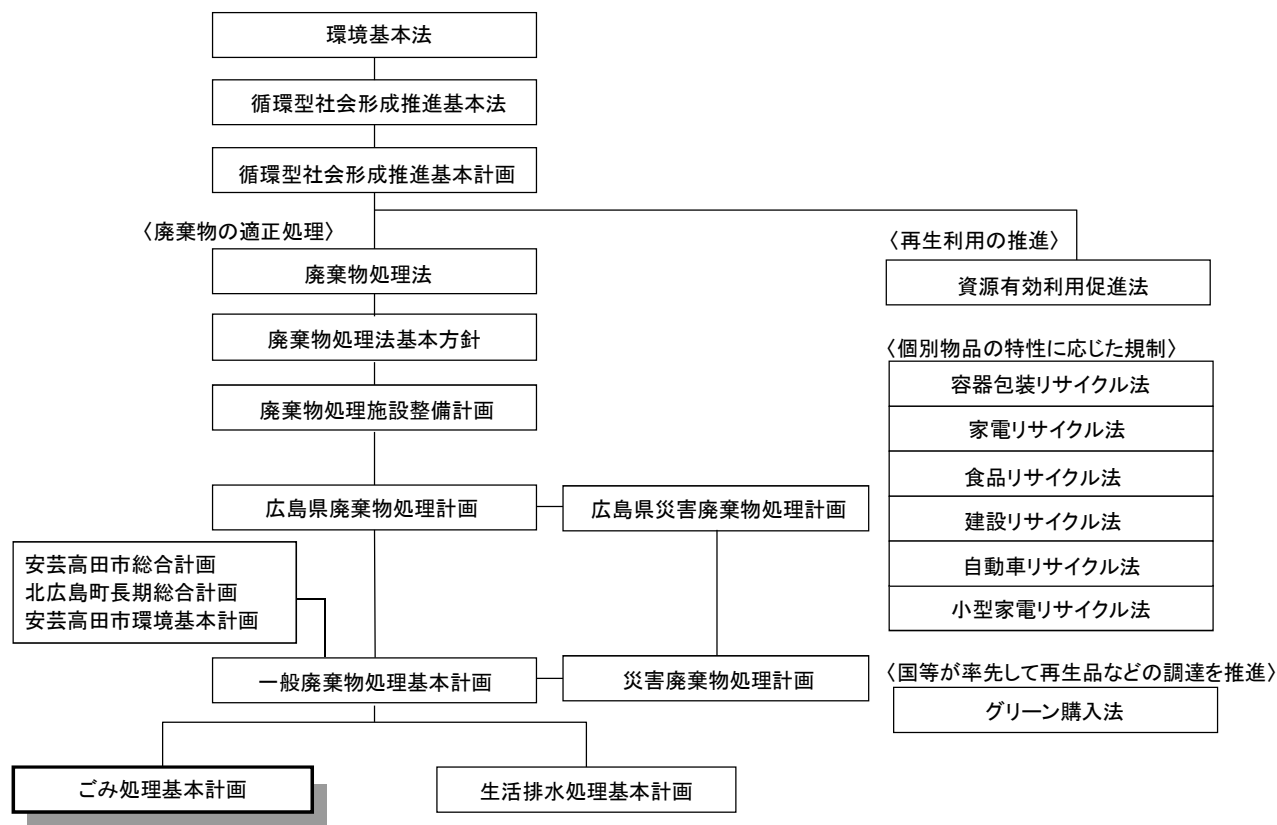 環境基本法
循環型社会形成推進基本法
循環型社会形成推進基本計画
〈廃棄物の適正処理〉
廃棄物処理法
廃棄物処理法基本方針
廃棄物処理施設整備計画
広島県廃棄物処理計画
広島県災害廃棄物処理計画
安芸高田市総合計画
北広島町長期総合計画
安芸高田市環境基本計画
一般廃棄物処理基本計画
災害廃棄物処理計画
ごみ処理基本計画
生活排水処理基本計画
〈再生利用の推進〉
資源有効利用促進法
〈個別物品の特性に応じた規制〉
容器包装リサイクル法
家電リサイクル法
食品リサイクル法
建設リサイクル法
自動車リサイクル法
小型家電リサイクル法
〈国等が率先して再生品などの調達を推進〉
グリーン購入法